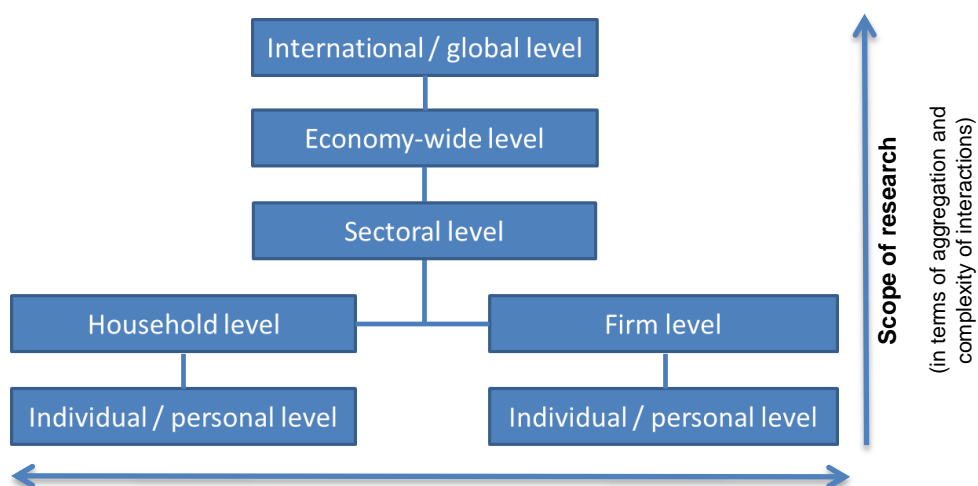 International / global level
Economy-wide level
Sectoral level
Household level
Firm level
Individual / personal level
Individual / personal level
Scope of research
(in terms of aggregation and
complexity of interactions)